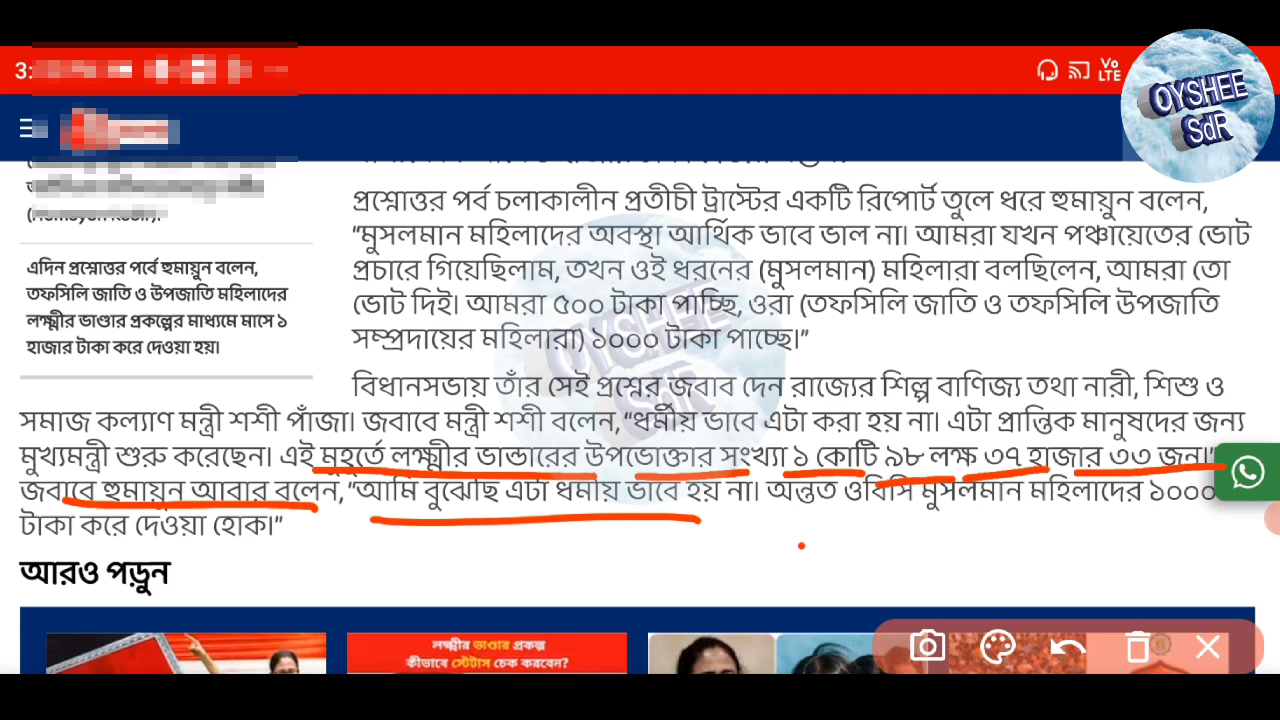 3:
Vo
LTE
OYSHEE
SdR
প্রশ্নোত্তর পর্ব চলাকালীন প্রতীচী ট্রাস্টের একটি রিপোর্ট তুলে ধরে হুমায়ুন বলেন,
“মুসলমান মহিলাদের অবস্থা আর্থিক ভাবে ভাল না। আমরা যখন পঞ্চায়েতের ভোট
প্রচারে গিয়েছিলাম, তখন ওই ধরনের (মুসলমান) মহিলারা বলছিলেন, আমরা তো
ভোট দিই। আমরা ৫০০ টাকা পাচ্ছি, ওরা (তফসিলি জাতি ও তফসিলি উপজাতি
সম্প্রদায়ের মহিলারা) ১০০০ টাকা পাচ্ছে।”
এদিন প্রশ্নোত্তর পর্বে হুমায়ুন বলেন,
তফসিলি জাতি ও উপজাতি মহিলাদের
লক্ষ্মীর ভাণ্ডার প্রকল্পের মাধ্যমে মাসে ১
হাজার টাকা করে দেওয়া হয়।
বিধানসভায় তাঁর সেই প্রশ্নের জবাব দেন রাজ্যের শিল্প বাণিজ্য তথা নারী, শিশু ও
সমাজ কল্যাণ মন্ত্রী শশী পাঁজা। জবাবে মন্ত্রী শশী বলেন, “ধর্মীয় ভাবে এটা করা হয় না। এটা প্রান্তিক মানুষদের জন্য
মুখ্যমন্ত্রী শুরু করেছেন। এই মুহূর্তে লক্ষ্মীর ভান্ডারের উপভোক্তার সংখ্যা ১ কোটি ৯৮ লক্ষ ৩৭ হাজার ৩৩ জন।”
জবাবে হুমায়ুন আবার বলেন, “আমি বুঝেছি এটা ধর্মীয় ভাবে হয় না। অন্তত ওবিসি মুসলমান মহিলাদের ১০০০
টাকা করে দেওয়া হোক।”
আরও পড়ুন
লক্ষ্মীর ভাণ্ডার প্রকল্প
কীভাবে স্টেটাস চেক করবেন?